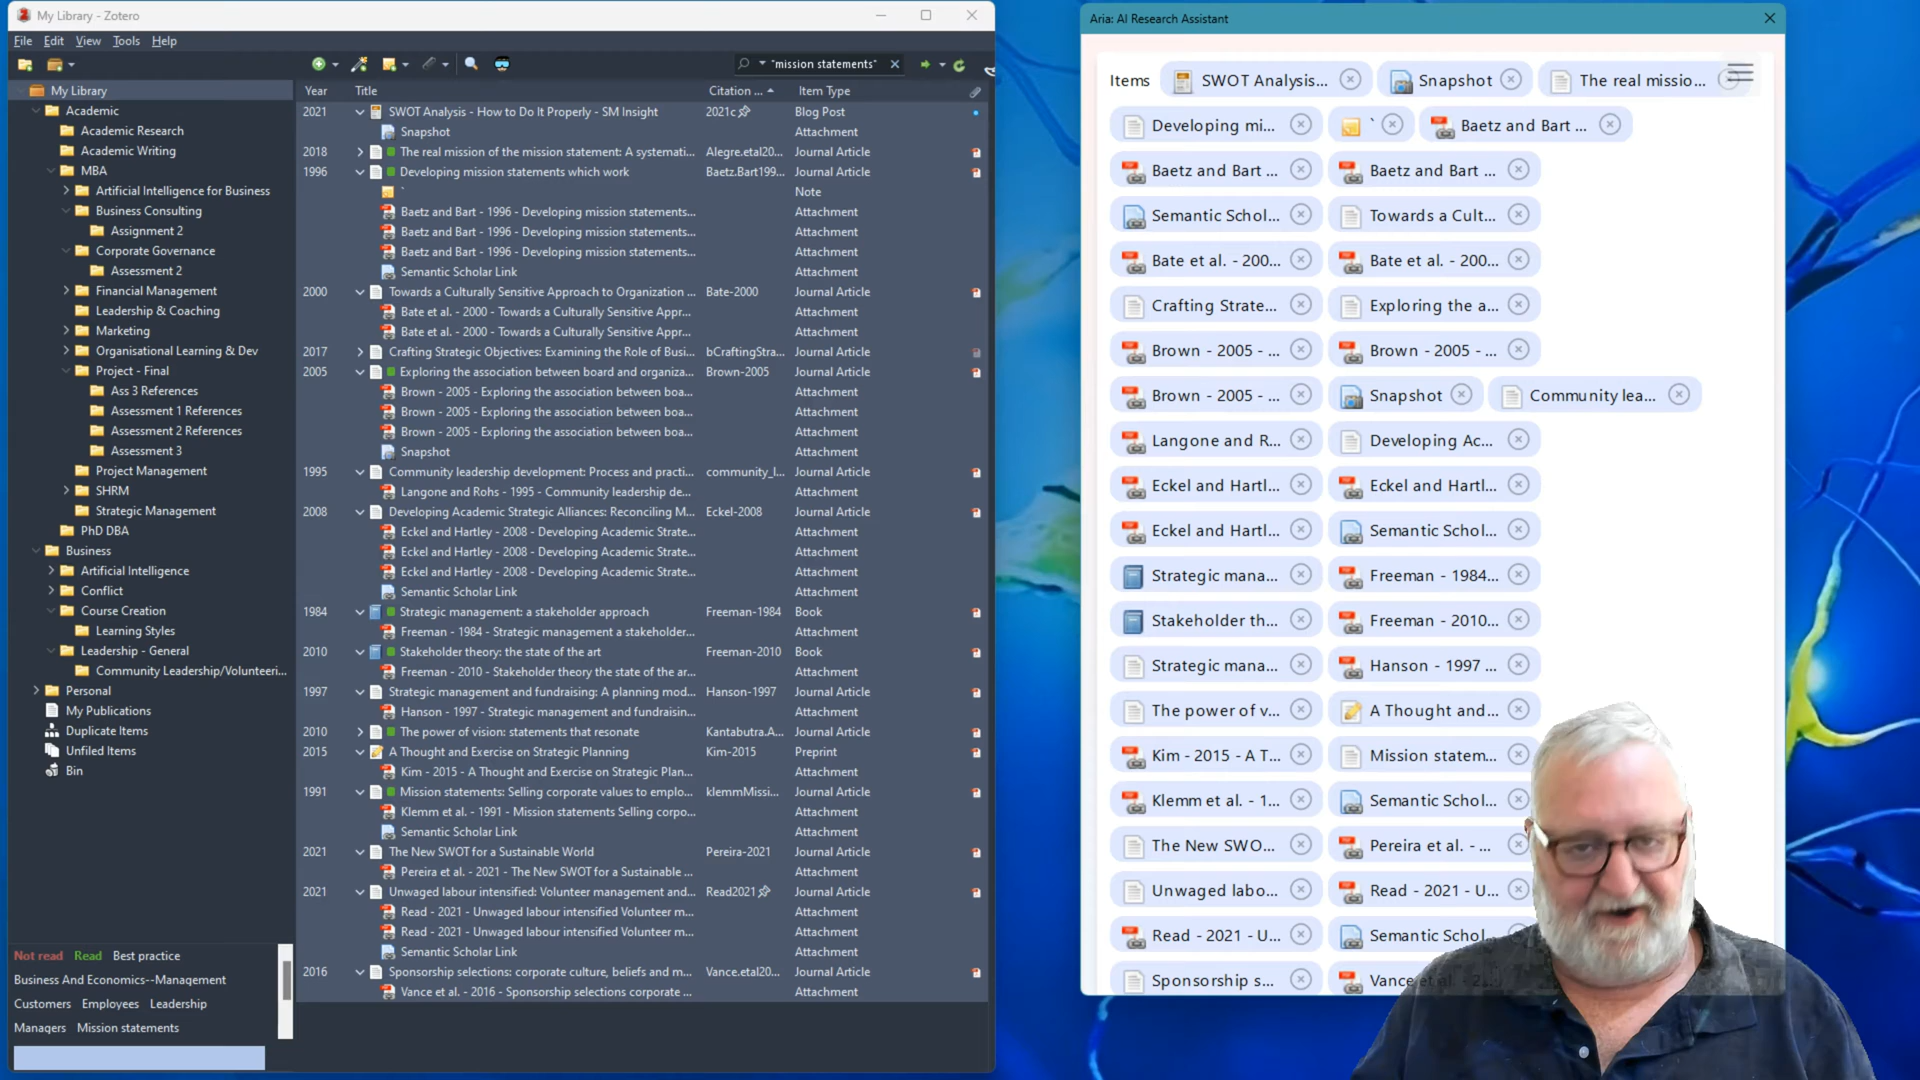 My Library - Zotero
File Edit View Tools Help
"mission statements"
My Library
Academic
Academic Research
Academic Writing
MBA
Artificial Intelligence for Business
Business Consulting
Assignment 2
Corporate Governance
Assessment 2
Financial Management
Leadership & Coaching
Marketing
Organisational Learning & Dev
Project - Final
Ass 3 References
Assessment 1 References
Assessment 2 References
Assessment 3
Project Management
SHRM
Strategic Management
PhD DBA
Business
Artificial Intelligence
Conflict
Course Creation
Learning Styles
Leadership - General
Community Leadership/Volunteeri...
Personal
My Publications
Duplicate Items
Unfiled Items
Bin
Not read Read Best practice
Business And Economics--Management
Customers Employees Leadership
Managers Mission statements
Year Title Citation ... Item Type
2021 SWOT Analysis - How to Do It Properly - SM Insight 2021c Blog Post
Snapshot Attachment
2018 The real mission of the mission statement: A systemati... Alegre.etal20... Journal Article
1996 Developing mission statements which work Baetz.Bart199... Journal Article
` Note
Baetz and Bart - 1996 - Developing mission statements... Attachment
Baetz and Bart - 1996 - Developing mission statements... Attachment
Baetz and Bart - 1996 - Developing mission statements... Attachment
Semantic Scholar Link Attachment
2000 Towards a Culturally Sensitive Approach to Organization ... Bate-2000 Journal Article
Bate et al. - 2000 - Towards a Culturally Sensitive Appr... Attachment
Bate et al. - 2000 - Towards a Culturally Sensitive Appr... Attachment
2017 Crafting Strategic Objectives: Examining the Role of Busi... bCraftingStra... Journal Article
2005 Exploring the association between board and organiza... Brown-2005 Journal Article
Brown - 2005 - Exploring the association between boa... Attachment
Brown - 2005 - Exploring the association between boa... Attachment
Brown - 2005 - Exploring the association between boa... Attachment
Snapshot Attachment
1995 Community leadership development: Process and practi... community_l... Journal Article
Langone and Rohs - 1995 - Community leadership de... Attachment
2008 Developing Academic Strategic Alliances: Reconciling M... Eckel-2008 Journal Article
Eckel and Hartley - 2008 - Developing Academic Strate... Attachment
Eckel and Hartley - 2008 - Developing Academic Strate... Attachment
Eckel and Hartley - 2008 - Developing Academic Strate... Attachment
Semantic Scholar Link Attachment
1984 Strategic management: a stakeholder approach Freeman-1984 Book
Freeman - 1984 - Strategic management a stakeholder... Attachment
2010 Stakeholder theory: the state of the art Freeman-2010 Book
Freeman - 2010 - Stakeholder theory the state of the ar... Attachment
1997 Strategic management and fundraising: A planning mod... Hanson-1997 Journal Article
Hanson - 1997 - Strategic management and fundraisin... Attachment
2010 The power of vision: statements that resonate Kantabutra.A... Journal Article
2015 A Thought and Exercise on Strategic Planning Kim-2015 Preprint
Kim - 2015 - A Thought and Exercise on Strategic Plan... Attachment
1991 Mission statements: Selling corporate values to emplo... klemmMissi... Journal Article
Klemm et al. - 1991 - Mission statements Selling corpo... Attachment
Semantic Scholar Link Attachment
2021 The New SWOT for a Sustainable World Pereira-2021 Journal Article
Pereira et al. - 2021 - The New SWOT for a Sustainable ... Attachment
2021 Unwaged labour intensified: Volunteer management and... Read2021 Journal Article
Read - 2021 - Unwaged labour intensified Volunteer m... Attachment
Read - 2021 - Unwaged labour intensified Volunteer m... Attachment
Semantic Scholar Link Attachment
2016 Sponsorship selections: corporate culture, beliefs and m... Vance.etal20... Journal Article
Vance et al. - 2016 - Sponsorship selections corporate ... Attachment
Aria: AI Research Assistant
Items SWOT Analysis... Snapshot The real missio...
Developing mi... ` Baetz and Bart ...
Baetz and Bart ... Baetz and Bart ...
Semantic Schol... Towards a Cult...
Bate et al. - 200... Bate et al. - 200...
Crafting Strate... Exploring the a...
Brown - 2005 - ... Brown - 2005 - ...
Brown - 2005 - ... Snapshot Community lea...
Langone and R... Developing Ac...
Eckel and Hartl... Eckel and Hartl...
Eckel and Hartl... Semantic Schol...
Strategic mana... Freeman - 1984...
Stakeholder th... Freeman - 2010...
Strategic mana... Hanson - 1997 ...
The power of v... A Thought and...
Kim - 2015 - A T... Mission statem...
Klemm et al. - 1... Semantic Schol...
The New SWO... Pereira et al. - ...
Unwaged labo... Read - 2021 - U...
Read - 2021 - U... Semantic Schol...
Sponsorship s... Vance et al. - 2...